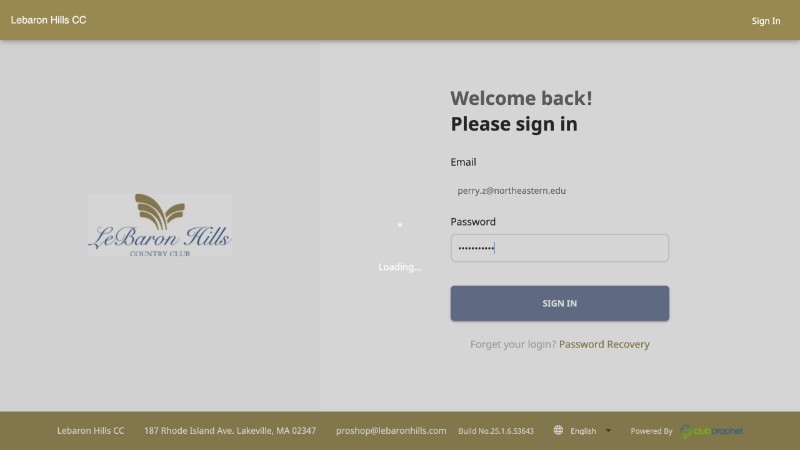 Lebaron Hills CC
Sign In
LeBaron Hills
COUNTRY CLUB
Welcome back!
Please sign in
Email
perry.z@northeastern.edu
Password
•••••••••••
Loading...
SIGN IN
Forget your login? Password Recovery
Lebaron Hills CC
187 Rhode Island Ave. Lakeville, MA 02347
proshop@lebaronhills.com
Build No.25.1.6.53643
English
Powered By
clubprophet